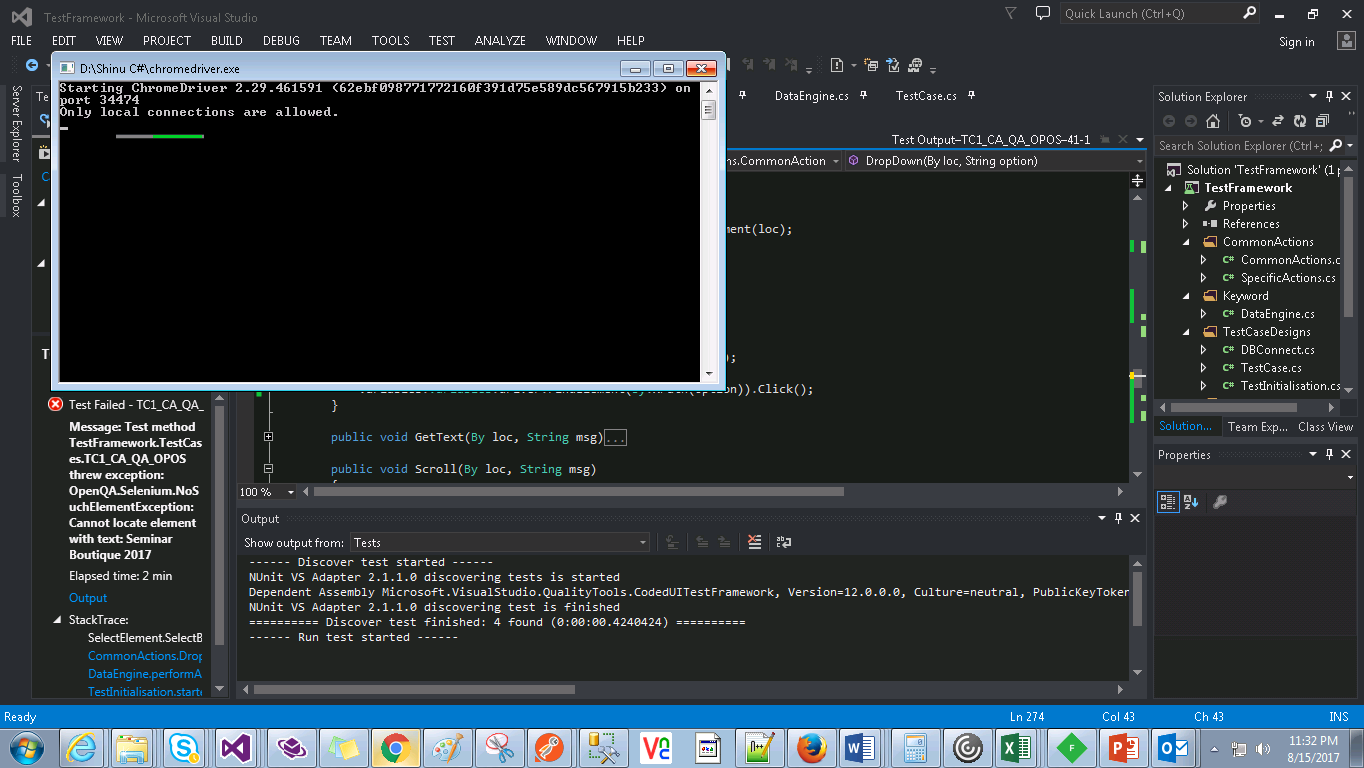 TestFramework - Microsoft Visual Studio
Quick Launch (Ctrl+Q)
FILE EDIT VIEW PROJECT BUILD DEBUG TEAM TOOLS TEST ANALYZE WINDOW HELP
Sign in
D:\Shinu C#\chromedriver.exe
Starting ChromeDriver 2.29.461591 (62ebf098771772160f391d75e589dc567915b233) on
port 34474
Only local connections are allowed.
Server Explorer
Toolbox
DataEngine.cs TestCase.cs
Test Output–TC1_CA_QA_OPOS–41-1
ns.CommonAction DropDown(By loc, String option)
ment(loc);
);
on)).Click();
}
public void GetText(By loc, String msg)...
public void Scroll(By loc, String msg)
100 %
Test Failed - TC1_CA_QA_
Message: Test method
TestFramework.TestCas
es.TC1_CA_QA_OPOS
threw exception:
OpenQA.Selenium.NoS
uchElementException:
Cannot locate element
with text: Seminar
Boutique 2017
Elapsed time: 2 min
Output
StackTrace:
SelectElement.SelectB
CommonActions.Drop
DataEngine.performA
TestInitialisation.starte
Output
Show output from: Tests
------ Discover test started ------
NUnit VS Adapter 2.1.1.0 discovering tests is started
Dependent Assembly Microsoft.VisualStudio.QualityTools.CodedUITestFramework, Version=12.0.0.0, Culture=neutral, PublicKeyToken
NUnit VS Adapter 2.1.1.0 discovering test is finished
========== Discover test finished: 4 found (0:00:00.4240424) ==========
------ Run test started ------
Solution Explorer
Search Solution Explorer (Ctrl+;
Solution 'TestFramework' (1 p
TestFramework
Properties
References
CommonActions
C# CommonActions.c
C# SpecificActions.cs
Keyword
C# DataEngine.cs
TestCaseDesigns
C# DBConnect.cs
C# TestCase.cs
C# TestInitialisation.cs
Solution... Team Exp... Class View
Properties
Ready
Ln 274 Col 43 Ch 43 INS
11:32 PM
8/15/2017